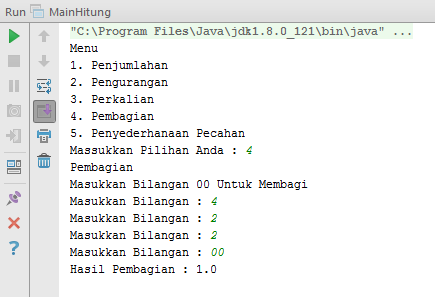 Run MainHitung
"C:\Program Files\Java\jdk1.8.0_121\bin\java" ...
Menu
1. Penjumlahan
2. Pengurangan
3. Perkalian
4. Pembagian
5. Penyederhanaan Pecahan
Massukkan Pilihan Anda : 4
Pembagian
Masukkan Bilangan 00 Untuk Membagi
Masukkan Bilangan : 4
Masukkan Bilangan : 2
Masukkan Bilangan : 2
Masukkan Bilangan : 00
Hasil Pembagian : 1.0